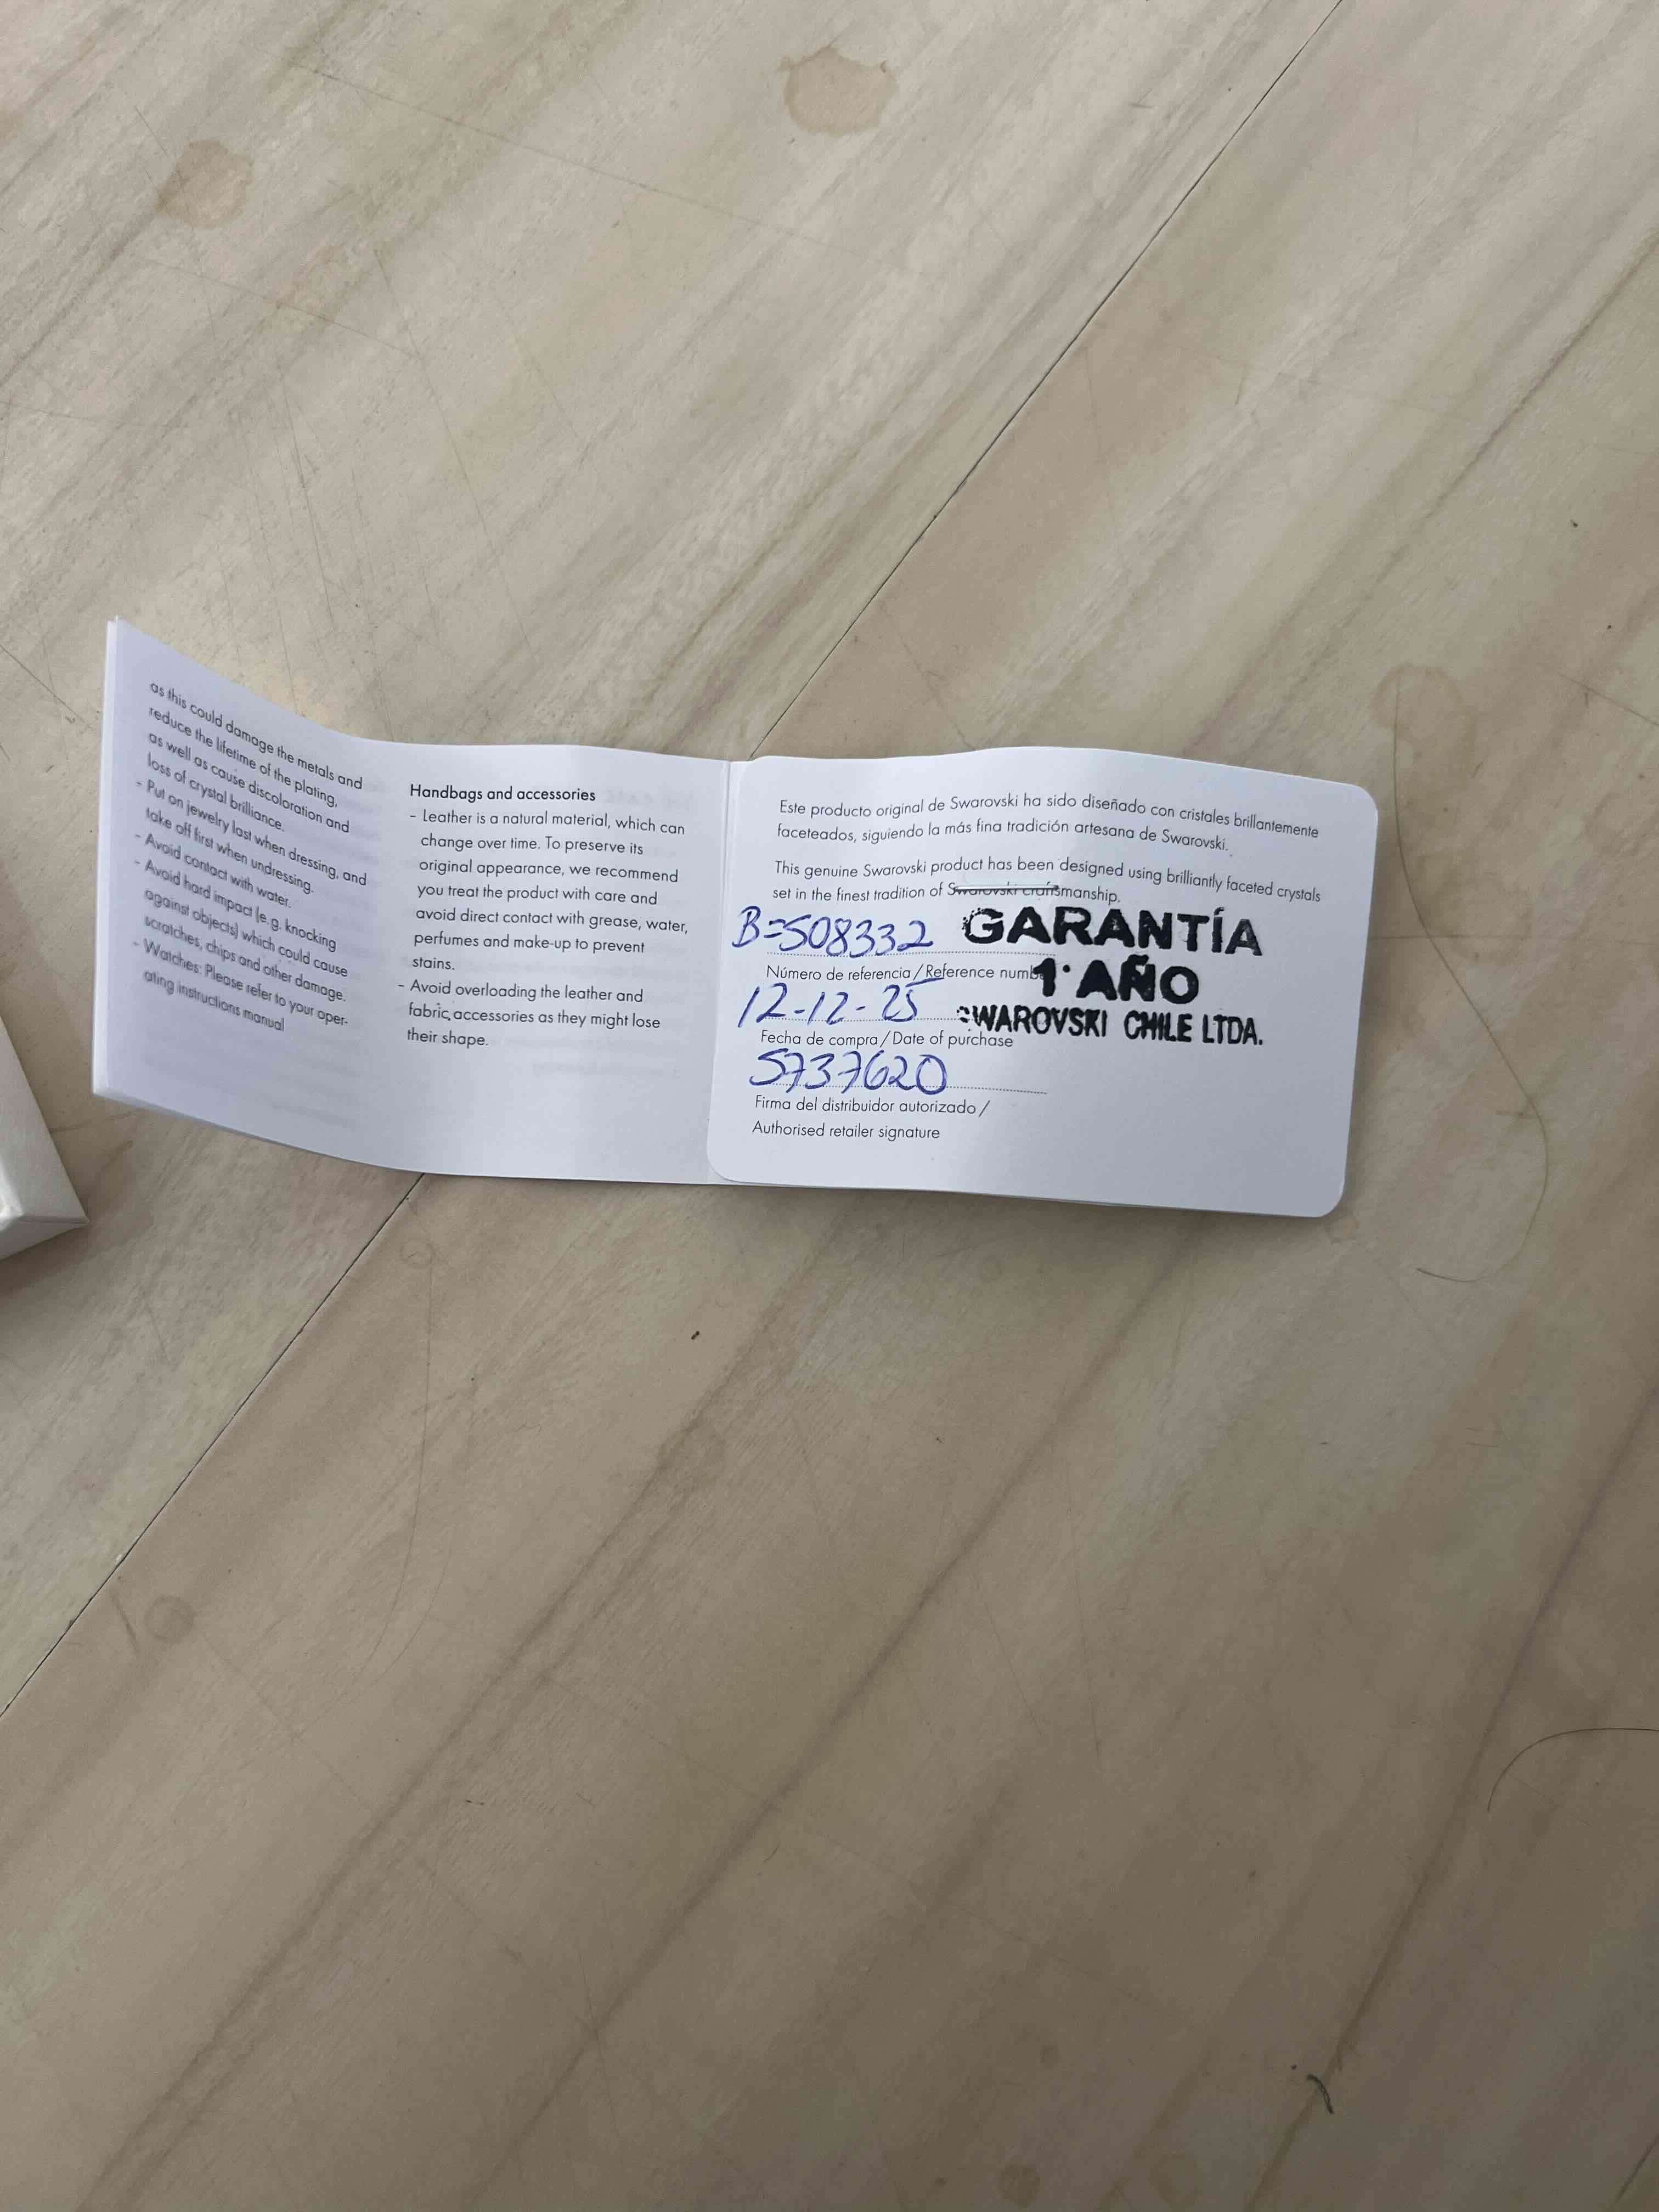 as this could damage the metals and
reduce the lifetime of the plating,
as well as cause discoloration and
loss of crystal brilliance.
- Put on jewelry last when dressing, and
take off first when undressing.
- Avoid contact with water.
- Avoid hard impact (e.g. knocking
against objects) which could cause
scratches, chips and other damage.
- Watches: Please refer to your oper-
ating instructions manual
Handbags and accessories
- Leather is a natural material, which can
change over time. To preserve its
original appearance, we recommend
you treat the product with care and
avoid direct contact with grease, water,
perfumes and make-up to prevent
stains.
- Avoid overloading the leather and
fabric accessories as they might lose
their shape.
Este producto original de Swarovski ha sido diseñado con cristales brillantemente
faceteados, siguiendo la más fina tradición artesana de Swarovski.
This genuine Swarovski product has been designed using brilliantly faceted crystals
set in the finest tradition of Swarovski craftsmanship.
B=508332
GARANTÍA
Número de referencia / Reference number
1 AÑO
12-12-25
SWAROVSKI CHILE LTDA.
Fecha de compra / Date of purchase
5737620
Firma del distribuidor autorizado /
Authorised retailer signature